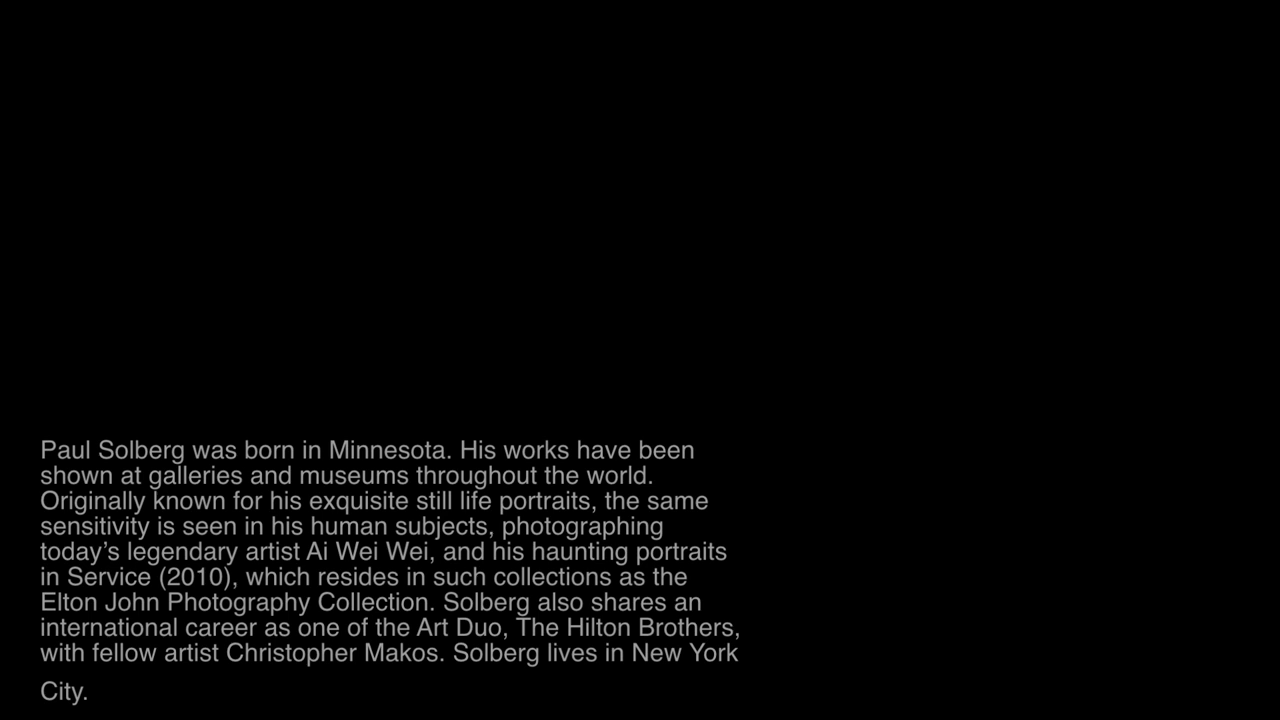 Paul Solberg was born in Minnesota. His works have been
shown at galleries and museums throughout the world.
Originally known for his exquisite still life portraits, the same
sensitivity is seen in his human subjects, photographing
today’s legendary artist Ai Wei Wei, and his haunting portraits
in Service (2010), which resides in such collections as the
Elton John Photography Collection. Solberg also shares an
international career as one of the Art Duo, The Hilton Brothers,
with fellow artist Christopher Makos. Solberg lives in New York
City.